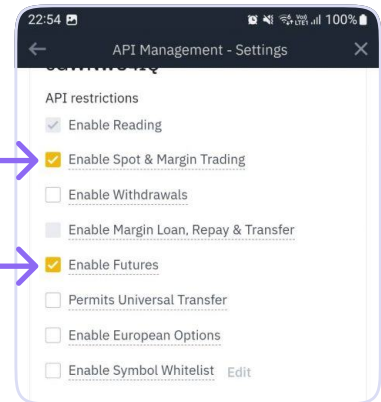 22:54 100%
API Management - Settings
API restrictions
Enable Reading
Enable Spot & Margin Trading
Enable Withdrawals
Enable Margin Loan, Repay & Transfer
Enable Futures
Permits Universal Transfer
Enable European Options
Enable Symbol Whitelist Edit